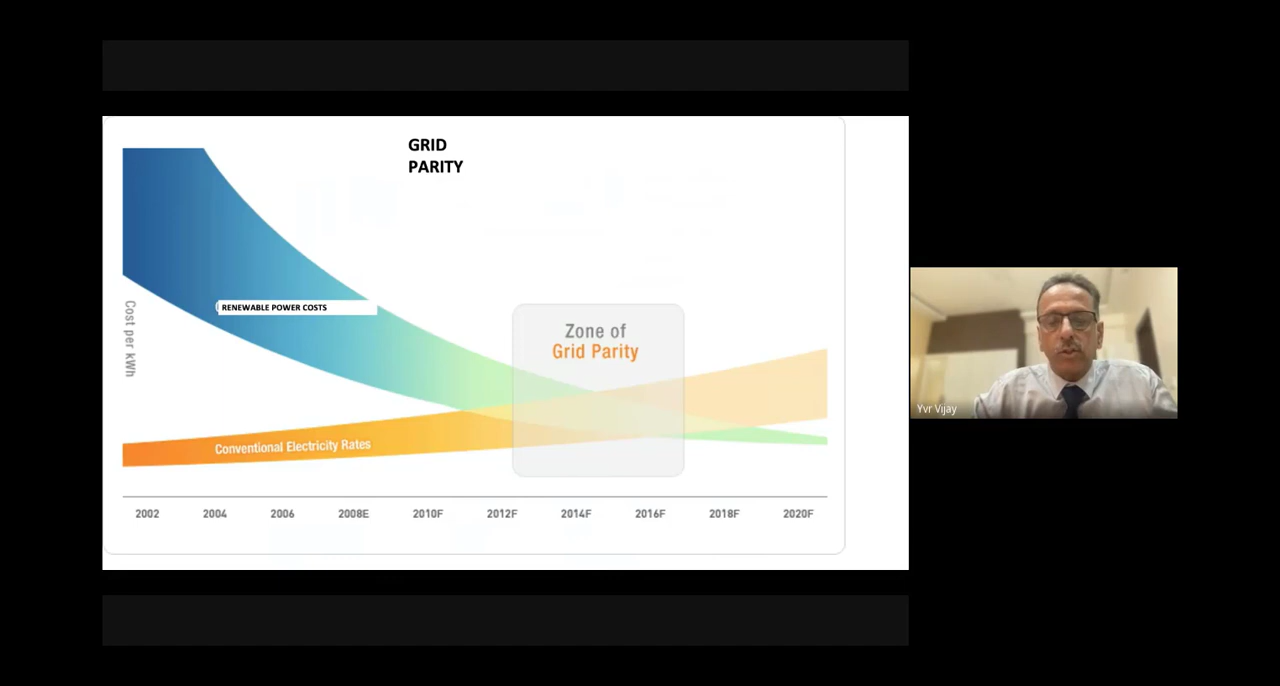 GRID
PARITY
RENEWABLE POWER COSTS
Cost per kWh
Zone of
Grid Parity
Conventional Electricity Rates
2002 2004 2006 2008E 2010F 2012F 2014F 2016F 2018F 2020F
Yvr Vijay